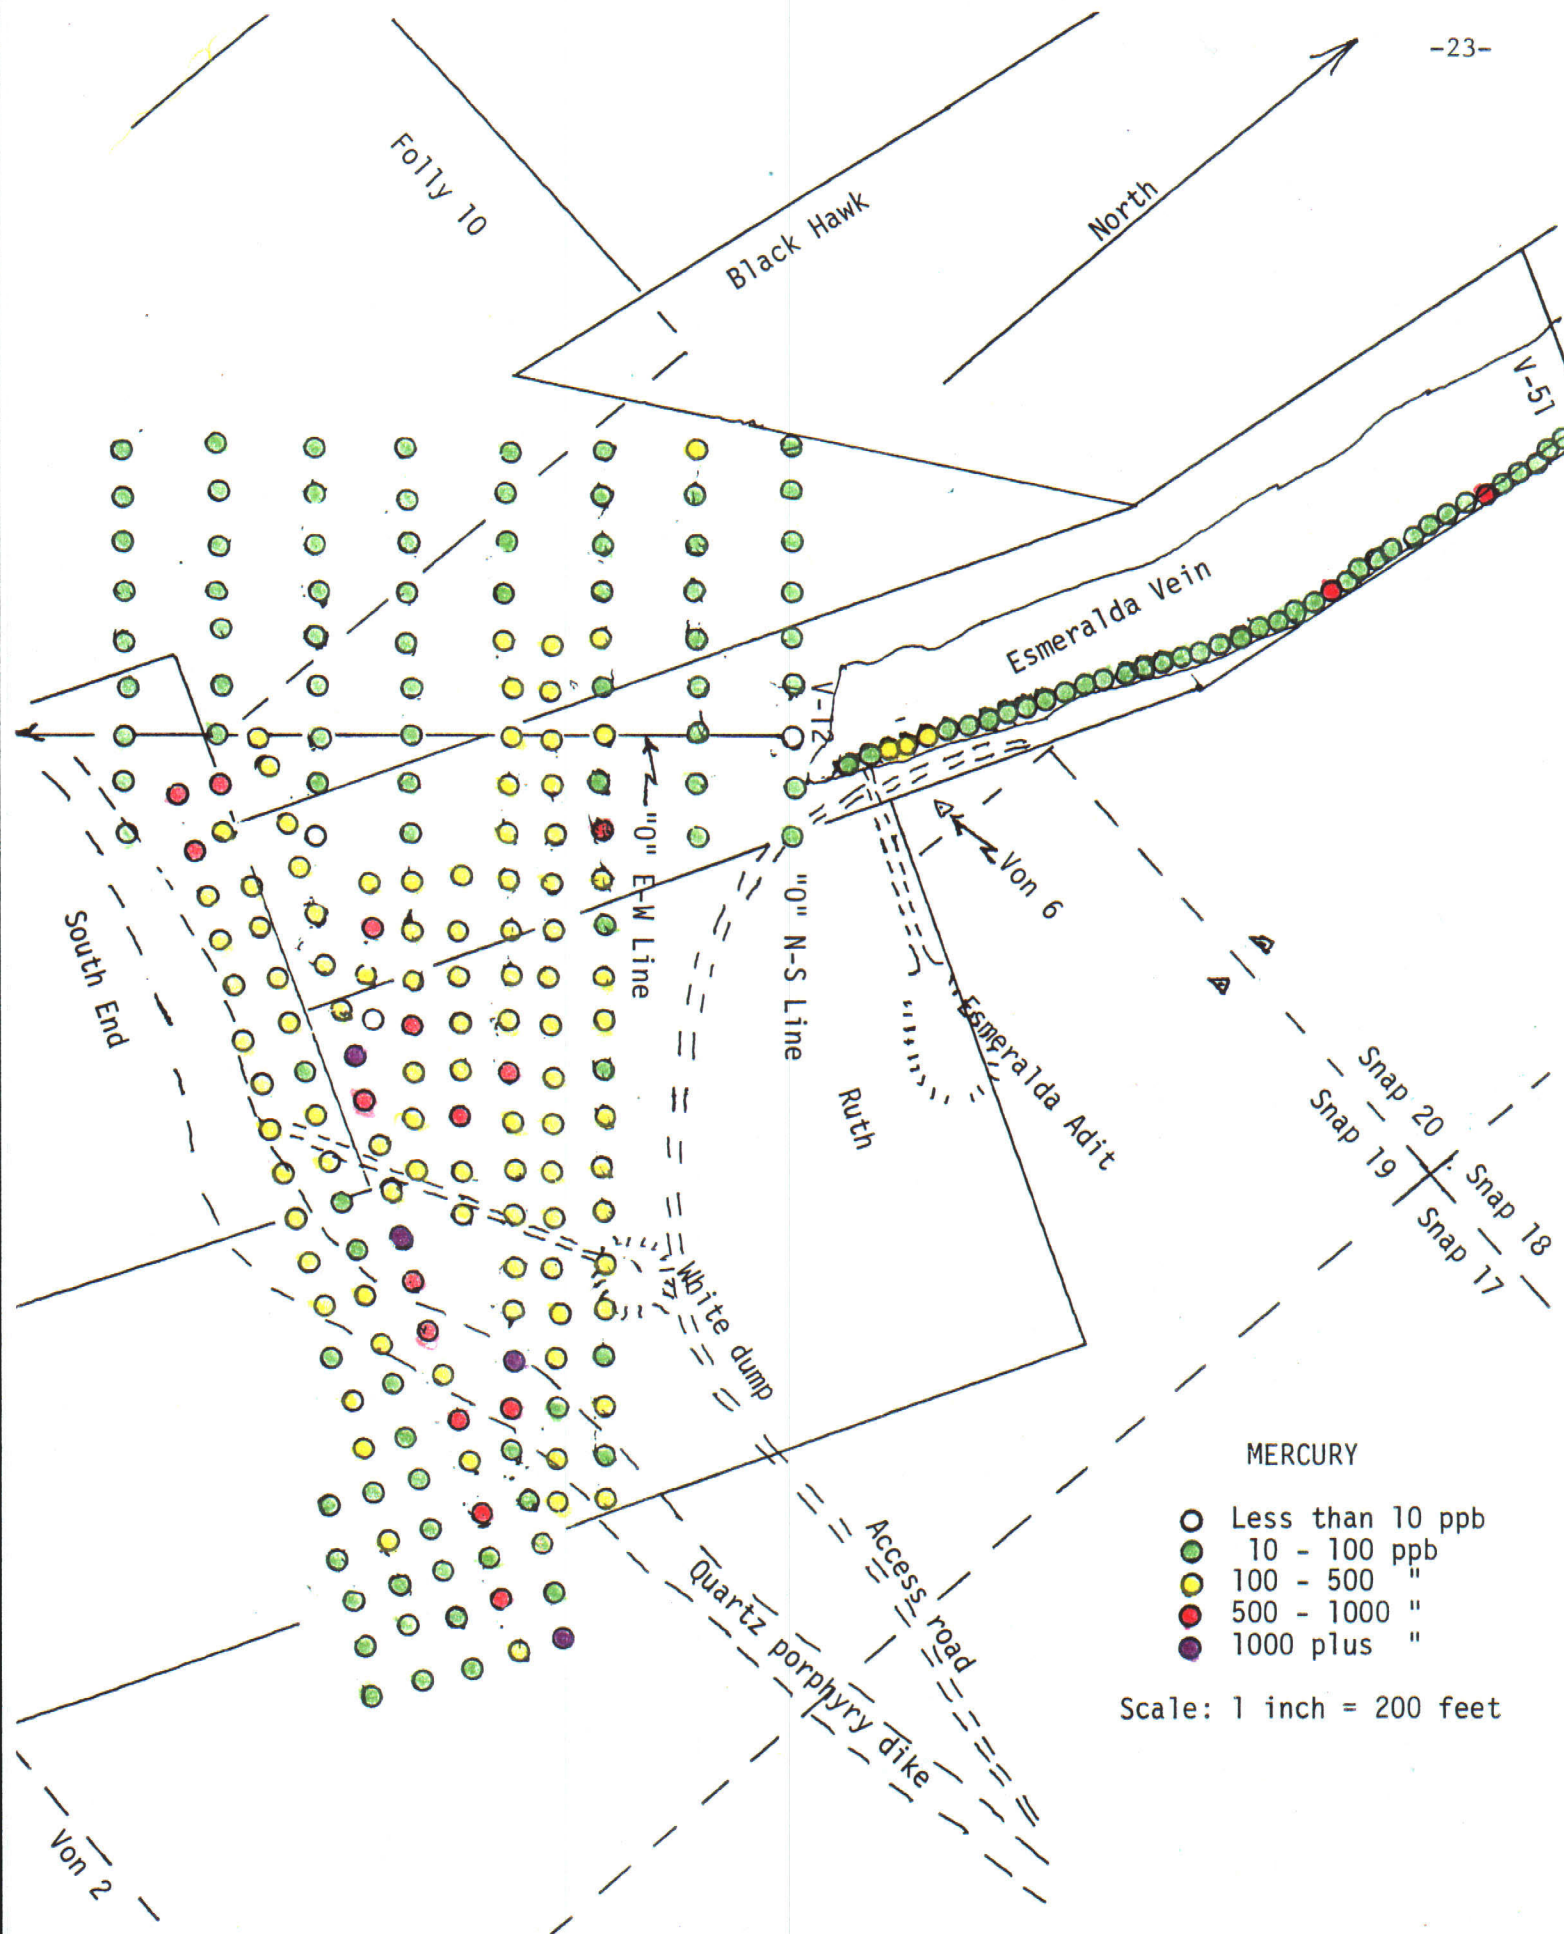 -23-
Folly 10
Black Hawk
North
V-51
Esmeralda Vein
V-12
"0" E-W Line
"0" N-S Line
Von 6
South End
Esmeralda Adit
Ruth
Snap 20
Snap 19
Snap 18
Snap 17
White dump
MERCURY
Less than 10 ppb
10 - 100 ppb
100 - 500 "
500 - 1000 "
1000 plus "
Scale: 1 inch = 200 feet
Access road
Quartz porphyry dike
Von 2